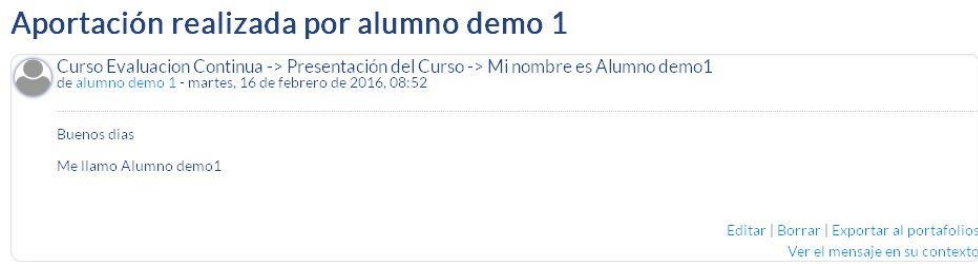 Aportación realizada por alumno demo 1
Curso Evaluacion Continua -> Presentación del Curso -> Mi nombre es Alumno demo1
de alumno demo 1 - martes, 16 de febrero de 2016, 08:52
Buenos dias
Me llamo Alumno demo1
Editar | Borrar | Exportar al portafolios
Ver el mensaje en su contexto